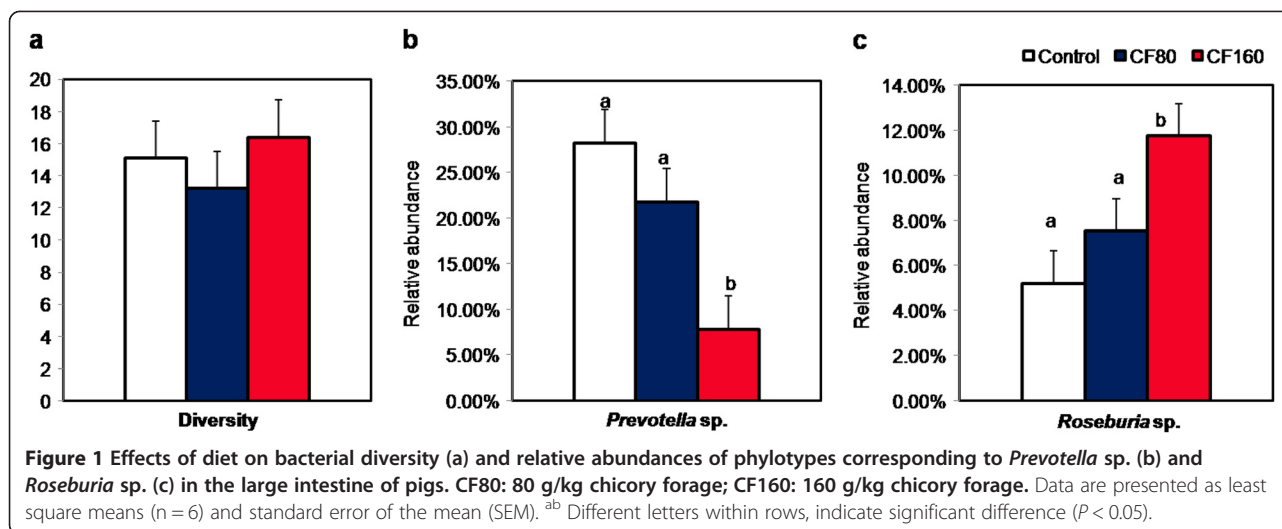 a
b
c
Control CF80 CF160
20
18
16
14
12
10
8
6
4
2
0
Diversity
Relative abundance
35.00%
30.00%
25.00%
20.00%
15.00%
10.00%
5.00%
0.00%
a
a
b
Prevotella sp.
Relative abundance
14.00%
12.00%
10.00%
8.00%
6.00%
4.00%
2.00%
0.00%
a
a
b
Roseburia sp.
Figure 1 Effects of diet on bacterial diversity (a) and relative abundances of phylotypes corresponding to Prevotella sp. (b) and
Roseburia sp. (c) in the large intestine of pigs. CF80: 80 g/kg chicory forage; CF160: 160 g/kg chicory forage. Data are presented as least
square means (n = 6) and standard error of the mean (SEM). ab Different letters within rows, indicate significant difference (P < 0.05).